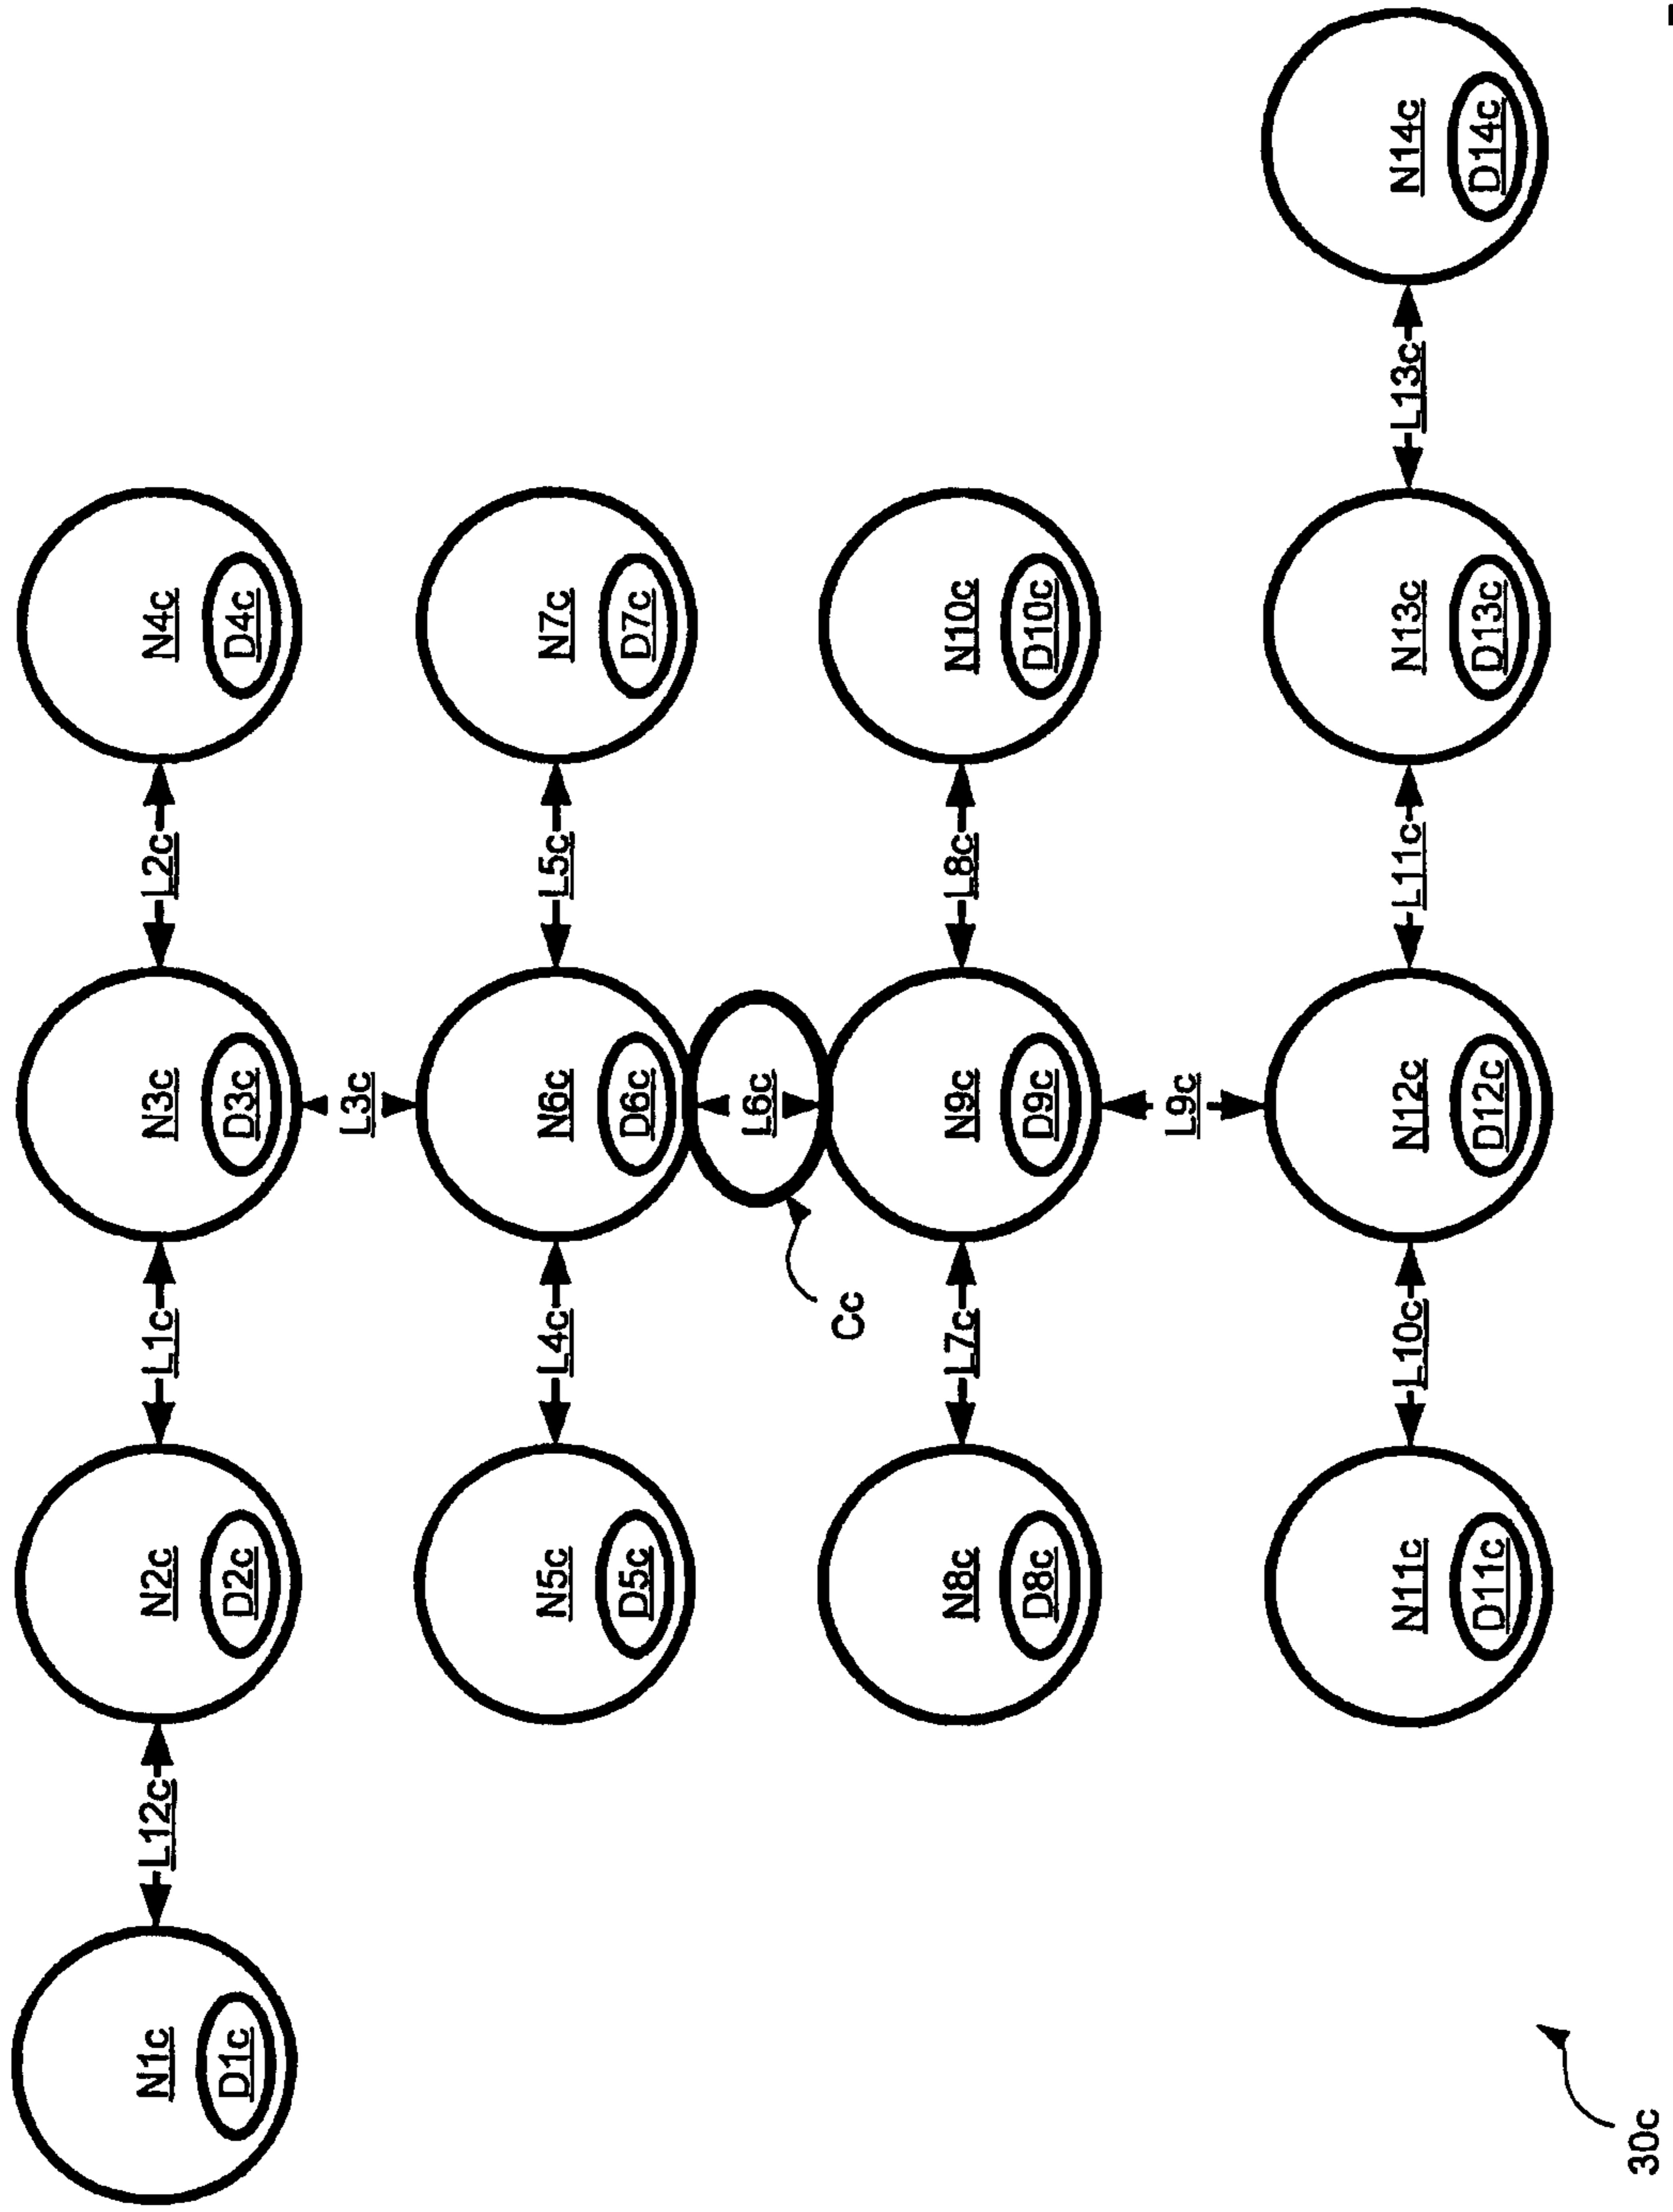 N1c L12c N2c L1c N3c L2c N4c
D1c D2c D3c D4c
L3c
N5c L4c N6c L5c N7c
D5c D6c D7c
L6c
Cc
N8c L7c N9c L8c N10c
D8c D9c D10c
L9c
N11c L10c N12c L11c N13c L13c N14c
D11c D12c D13c D14c
30c